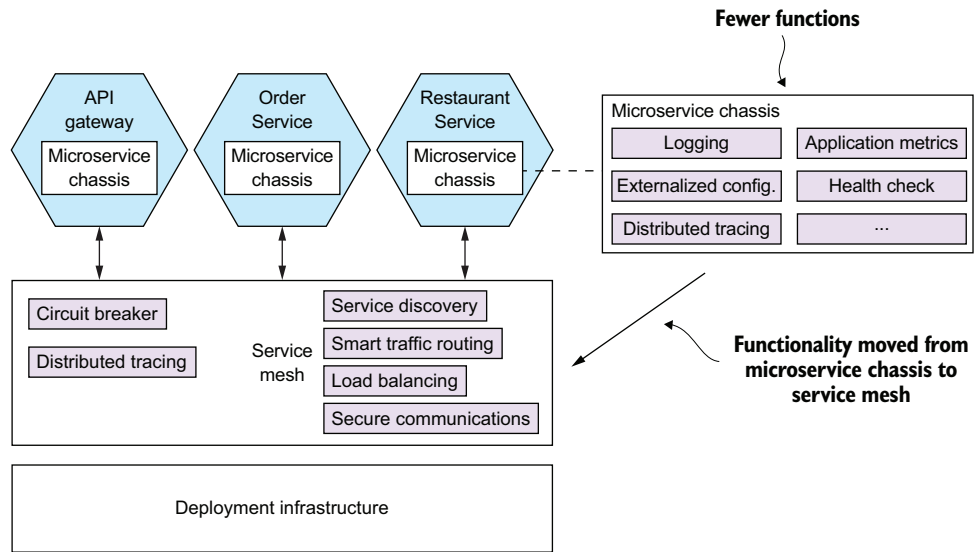 Fewer functions
API
gateway
Microservice
chassis
Order
Service
Microservice
chassis
Restaurant
Service
Microservice
chassis
Microservice chassis
Logging
Application metrics
Externalized config.
Health check
Distributed tracing
...
Circuit breaker
Distributed tracing
Service
mesh
Service discovery
Smart traffic routing
Load balancing
Secure communications
Functionality moved from
microservice chassis to
service mesh
Deployment infrastructure